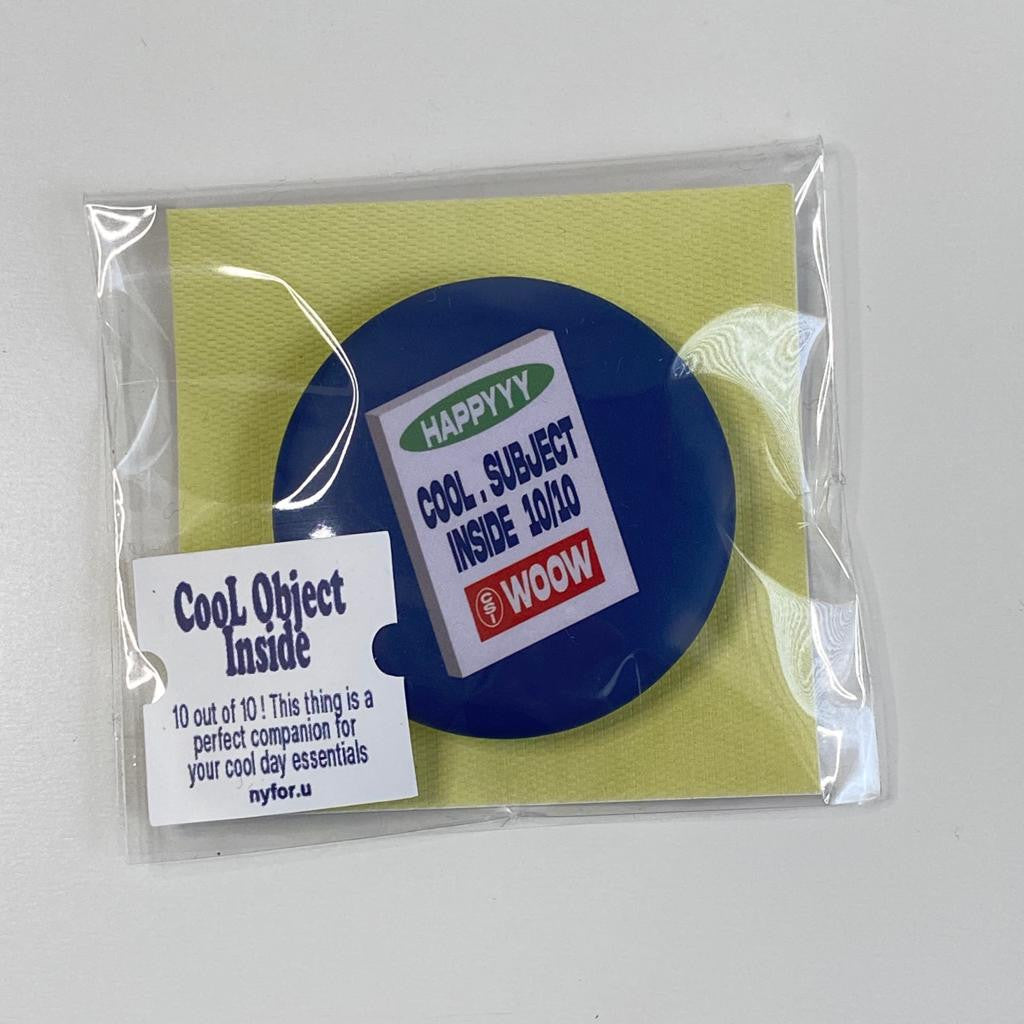 HAPPYYY
COOL . SUBJECT
INSIDE 10/10
CSI WOOW
CooL Object
Inside
10 out of 10 ! This thing is a
perfect companion for
your cool day essentials
nyfor.u